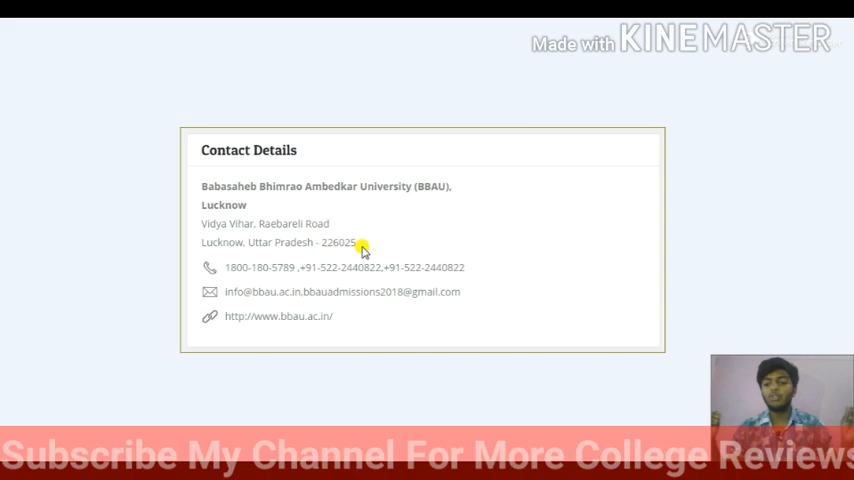 Made with KINEMASTER
Contact Details
Babasaheb Bhimrao Ambedkar University (BBAU),
Lucknow
Vidya Vihar, Raebareli Road
Lucknow, Uttar Pradesh - 226025
1800-180-5789 ,+91-522-2440822,+91-522-2440822
info@bbau.ac.in,bbauadmissions2018@gmail.com
http://www.bbau.ac.in/
Subscribe My Channel For More College Reviews